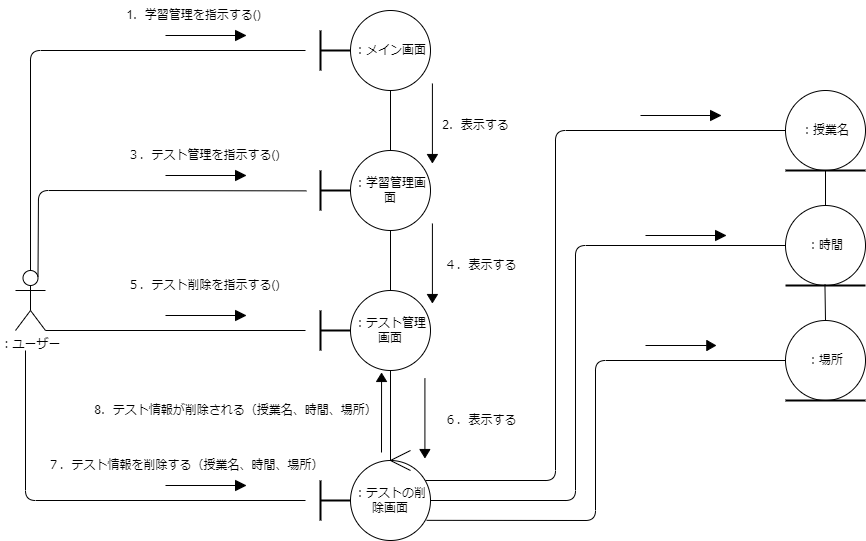 1. 学習管理を指示する()
：メイン画面
2. 表示する
：授業名
3．テスト管理を指示する()
：学習管理画
面
：時間
4．表示する
5．テスト削除を指示する()
：テスト管理
画面
：ユーザー
：場所
8．テスト情報が削除される（授業名、時間、場所）
6．表示する
7．テスト情報を削除する（授業名、時間、場所）
：テストの削
除画面